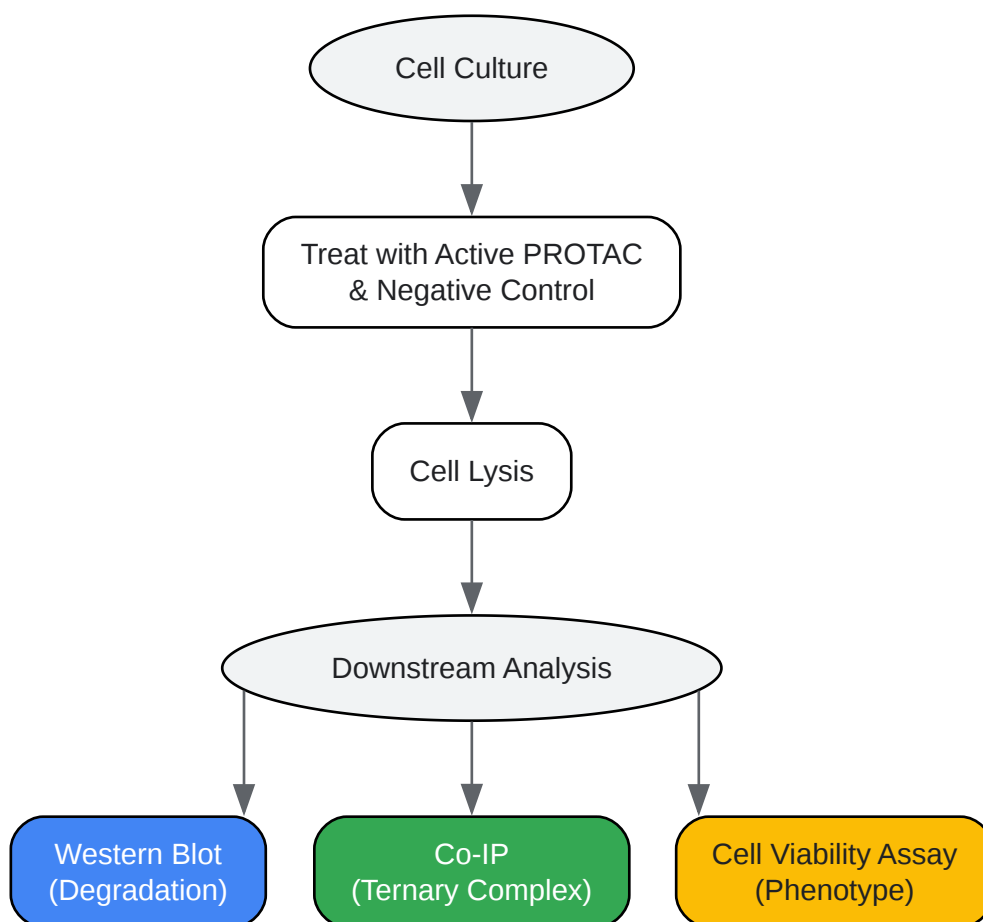 Cell Culture
Treat with Active PROTAC
& Negative Control
Cell Lysis
Downstream Analysis
Western Blot
(Degradation)
Co-IP
(Ternary Complex)
Cell Viability Assay
(Phenotype)